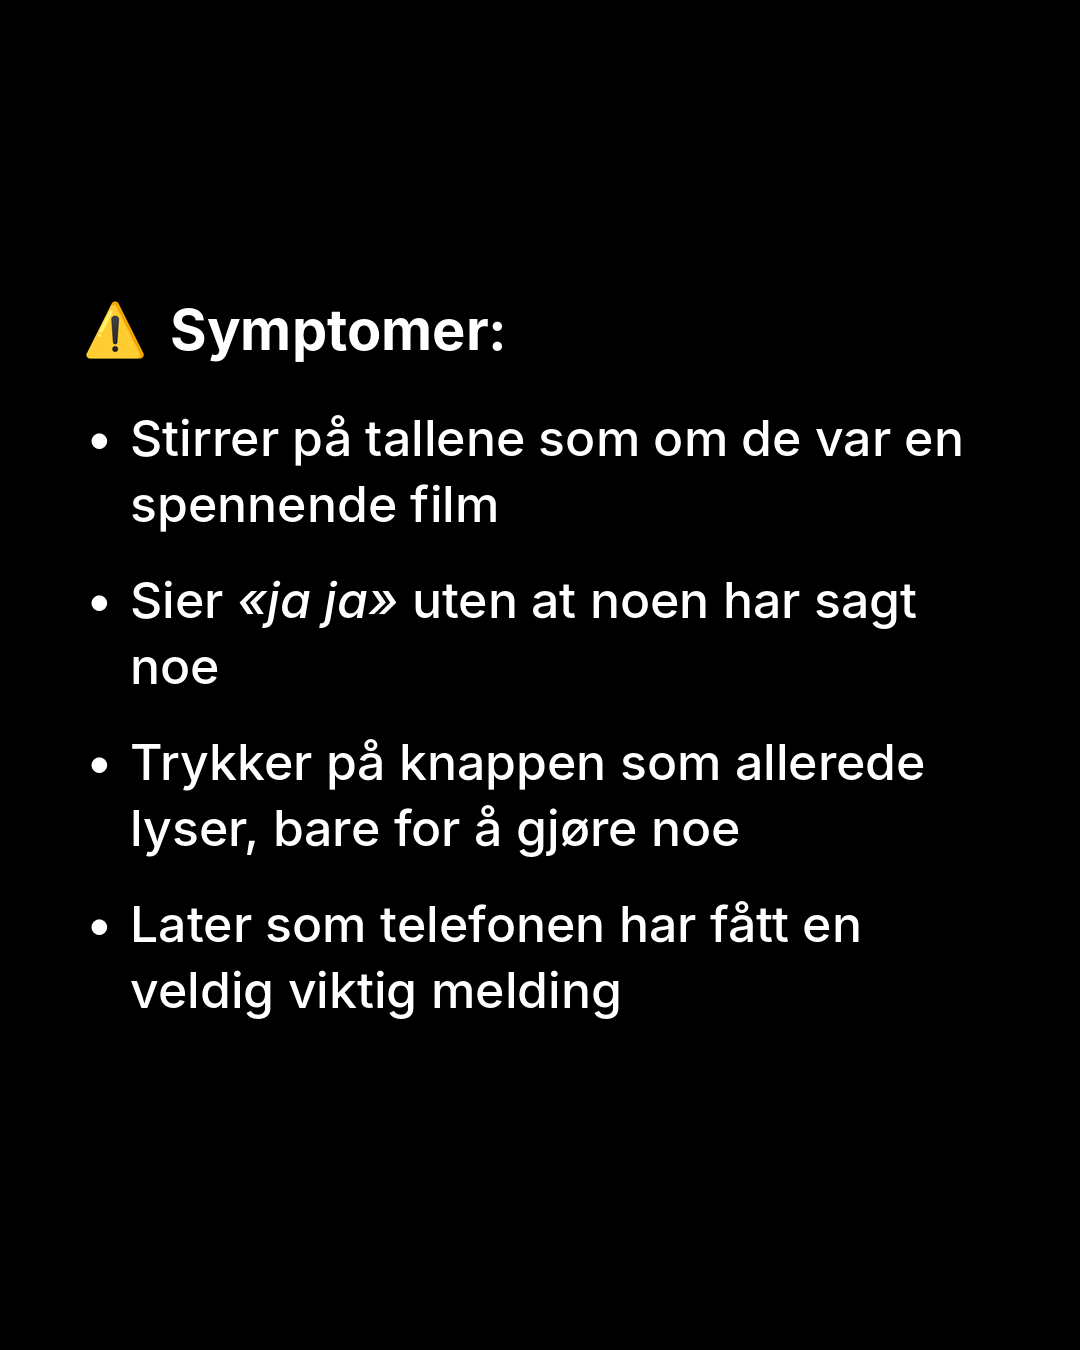 ⚠️ Symptomer:
• Stirrer på tallene som om de var en
spennende film
• Sier «ja ja» uten at noen har sagt
noe
• Trykker på knappen som allerede
lyser, bare for å gjøre noe
• Later som telefonen har fått en
veldig viktig melding